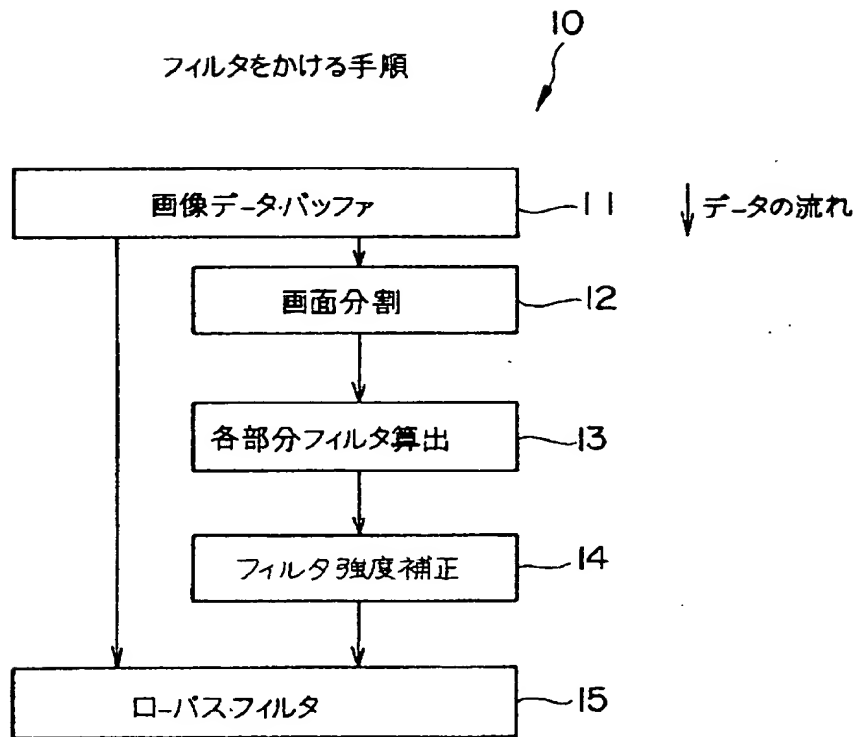 10
フィルタをかける手順
画像データ・バッファ
11
データの流れ
画面分割
12
各部分フィルタ算出
13
フィルタ強度補正
14
ローパス・フィルタ
15